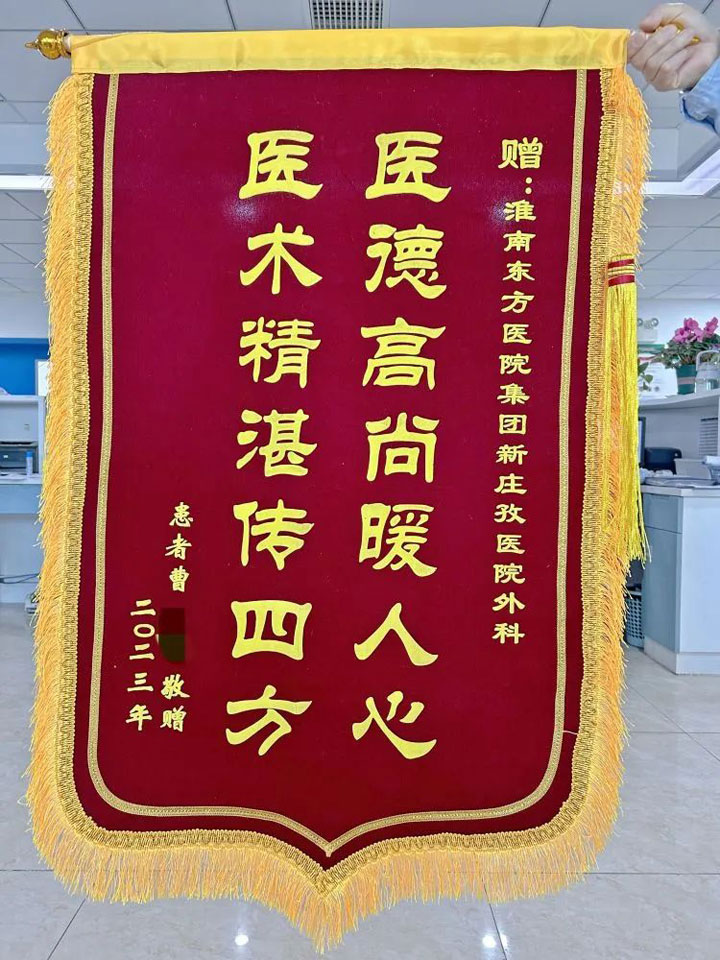 赠：淮南东方医院集团新庄孜医院外科
医德高尚暖人心
医术精湛传四方
患者曹
敬赠
二〇二三年